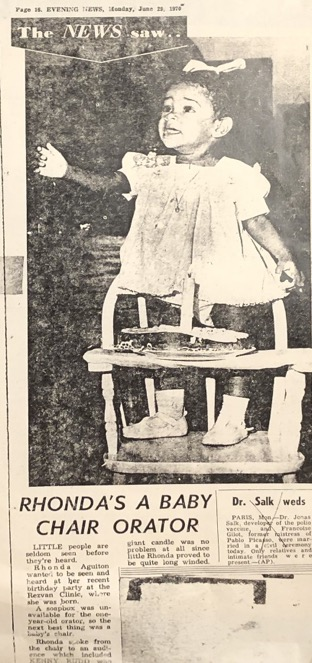 Page 16. EVENING NEWS, Monday, June 29, 1970
The NEWS saw..
RHONDA'S A BABY
CHAIR ORATOR
LITTLE people are
seldom seen before
they're heard.
Rhonda Aguiton
wanted to be seen and
heard at her recent
birthday party at the
Rezvan Clinic, where
she was born.
A soapbox was un-
available for the one-
year-old orator, so the
next best thing was a
baby's chair.
Rhonda spoke from
the chair to an audi-
ence which included
giant candle was no
problem at all since
little Rhonda proved to
be quite long winded.
Dr. Salk weds
PARIS, Mon.—Dr. Jonas
Salk, developer of the polio
vaccine, and Francoise
Gilot, former mistress of
Pablo Picasso, were mar-
ried in a civil ceremony
today. Only relatives and
intimate friends were
present.—(AP).